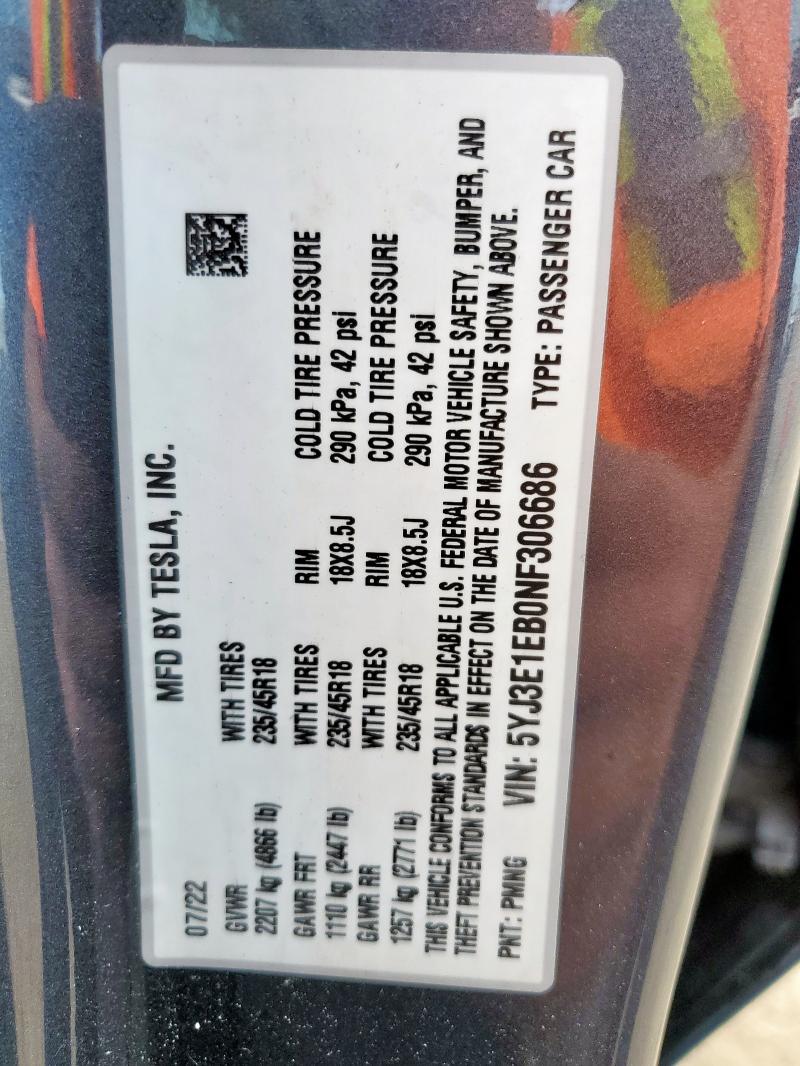 MFD BY TESLA, INC.
07/22
GVWR WITH TIRES
2207 kg (4866 lb) 235/45R18
GAWR FRT WITH TIRES RIM COLD TIRE PRESSURE
1110 kg (2447 lb) 235/45R18 18X8.5J 290 kPa, 42 psi
GAWR RR WITH TIRES RIM COLD TIRE PRESSURE
1257 kg (2771 lb) 235/45R18 18X8.5J 290 kPa, 42 psi
THIS VEHICLE CONFORMS TO ALL APPLICABLE U.S. FEDERAL MOTOR VEHICLE SAFETY, BUMPER, AND
THEFT PREVENTION STANDARDS IN EFFECT ON THE DATE OF MANUFACTURE SHOWN ABOVE.
PNT: PMNG VIN: 5YJ3E1EB0NF306686 TYPE: PASSENGER CAR